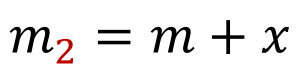 m₂ = m + x